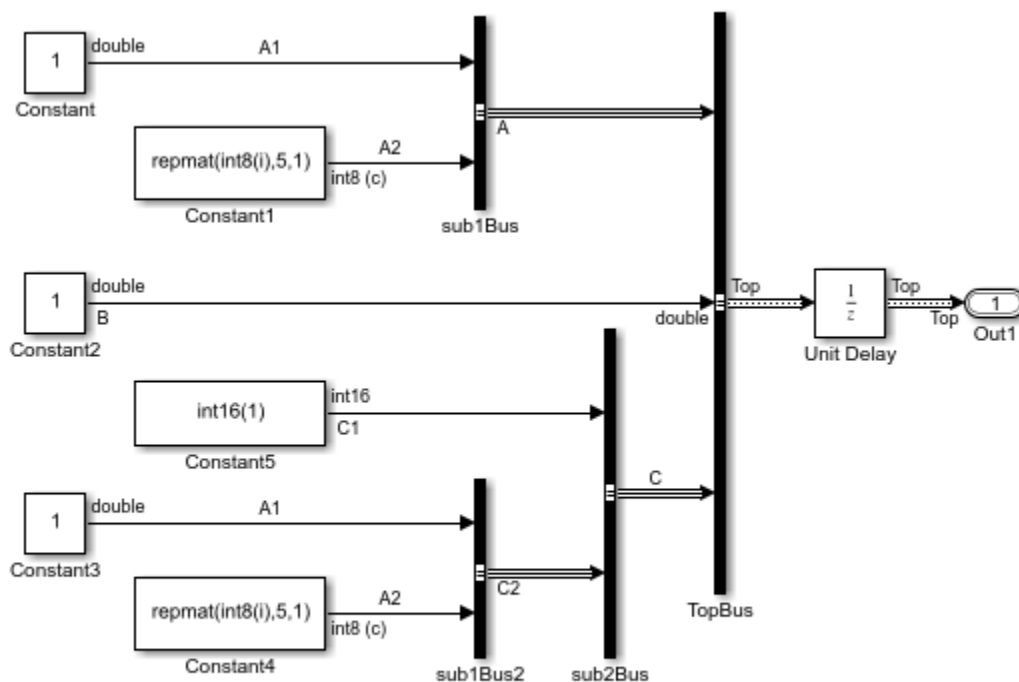 1
double
A1
Constant
repmat(int8(i),5,1)
A2
int8 (c)
Constant1
A
sub1Bus
1
double
B
Constant2
double
Top
1
z
Unit Delay
Top
Top
1
Out1
int16(1)
int16
C1
Constant5
C
1
double
A1
Constant3
C2
repmat(int8(i),5,1)
A2
int8 (c)
Constant4
sub1Bus2
sub2Bus
TopBus